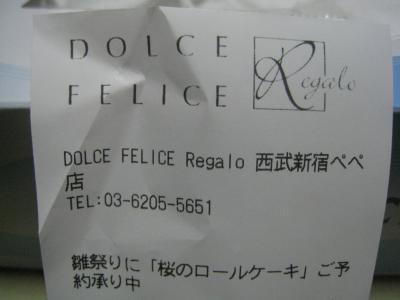 DOLCE
FELICE
Regalo
DOLCE FELICE Regalo 西武新宿ペペ
店
TEL:03-6205-5651
雛祭りに「桜のロールケーキ」ご予
約承り中